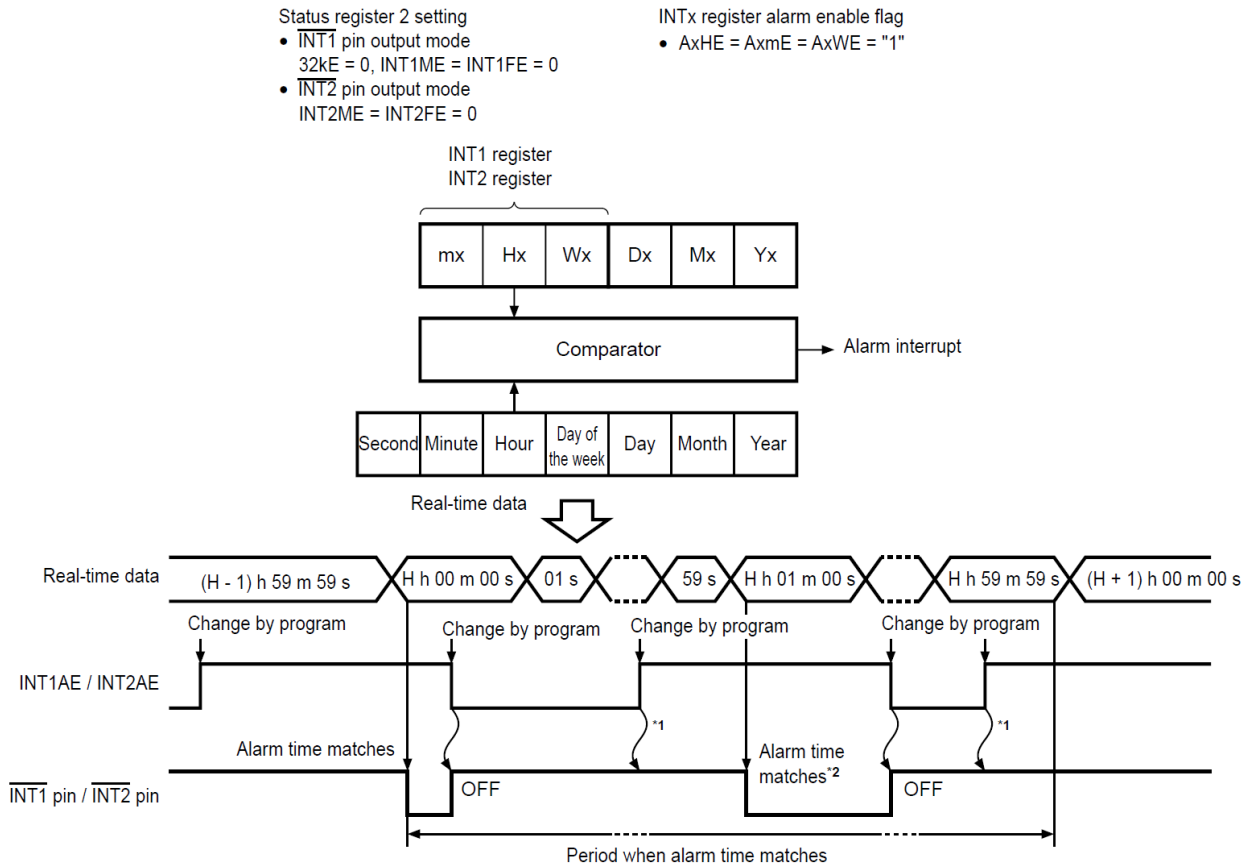 Status register 2 setting
• INT1 pin output mode
32kE = 0, INT1ME = INT1FE = 0
• INT2 pin output mode
INT2ME = INT2FE = 0
INTx register alarm enable flag
• AxHE = AxmE = AxWE = "1"
INT1 register
INT2 register
mx Hx Wx Dx Mx Yx
Comparator
Alarm interrupt
Second Minute Hour Day of the week Day Month Year
Real-time data
Real-time data (H - 1) h 59 m 59 s H h 00 m 00 s 01 s 59 s H h 01 m 00 s H h 59 m 59 s (H + 1) h 00 m 00 s
Change by program Change by program Change by program Change by program
INT1AE / INT2AE
*1 *1
Alarm time matches
Alarm time
matches*2
INT1 pin / INT2 pin OFF OFF
Period when alarm time matches